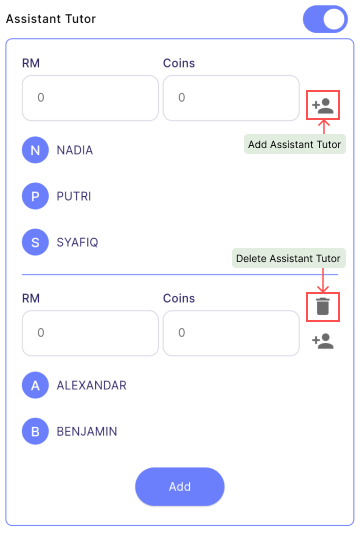 Assistant Tutor
RM Coins
0 0
Add Assistant Tutor
N NADIA
P PUTRI
S SYAFIQ
Delete Assistant Tutor
RM Coins
0 0
A ALEXANDAR
B BENJAMIN
Add